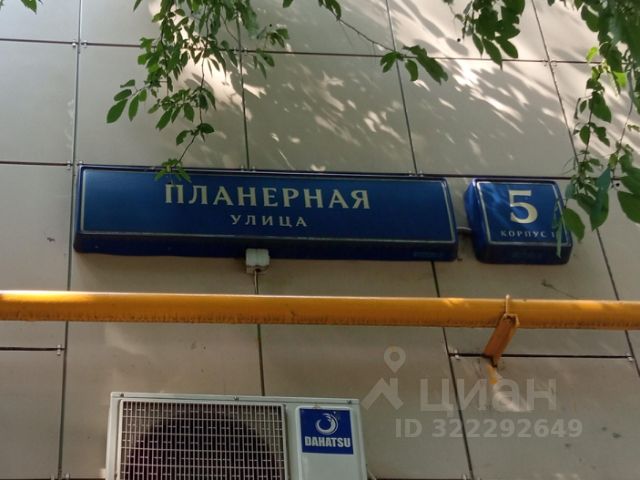 ПЛАНЕРНАЯ
УЛИЦА
5
КОРПУС 1
DAHATSU
циан
ID 322292649